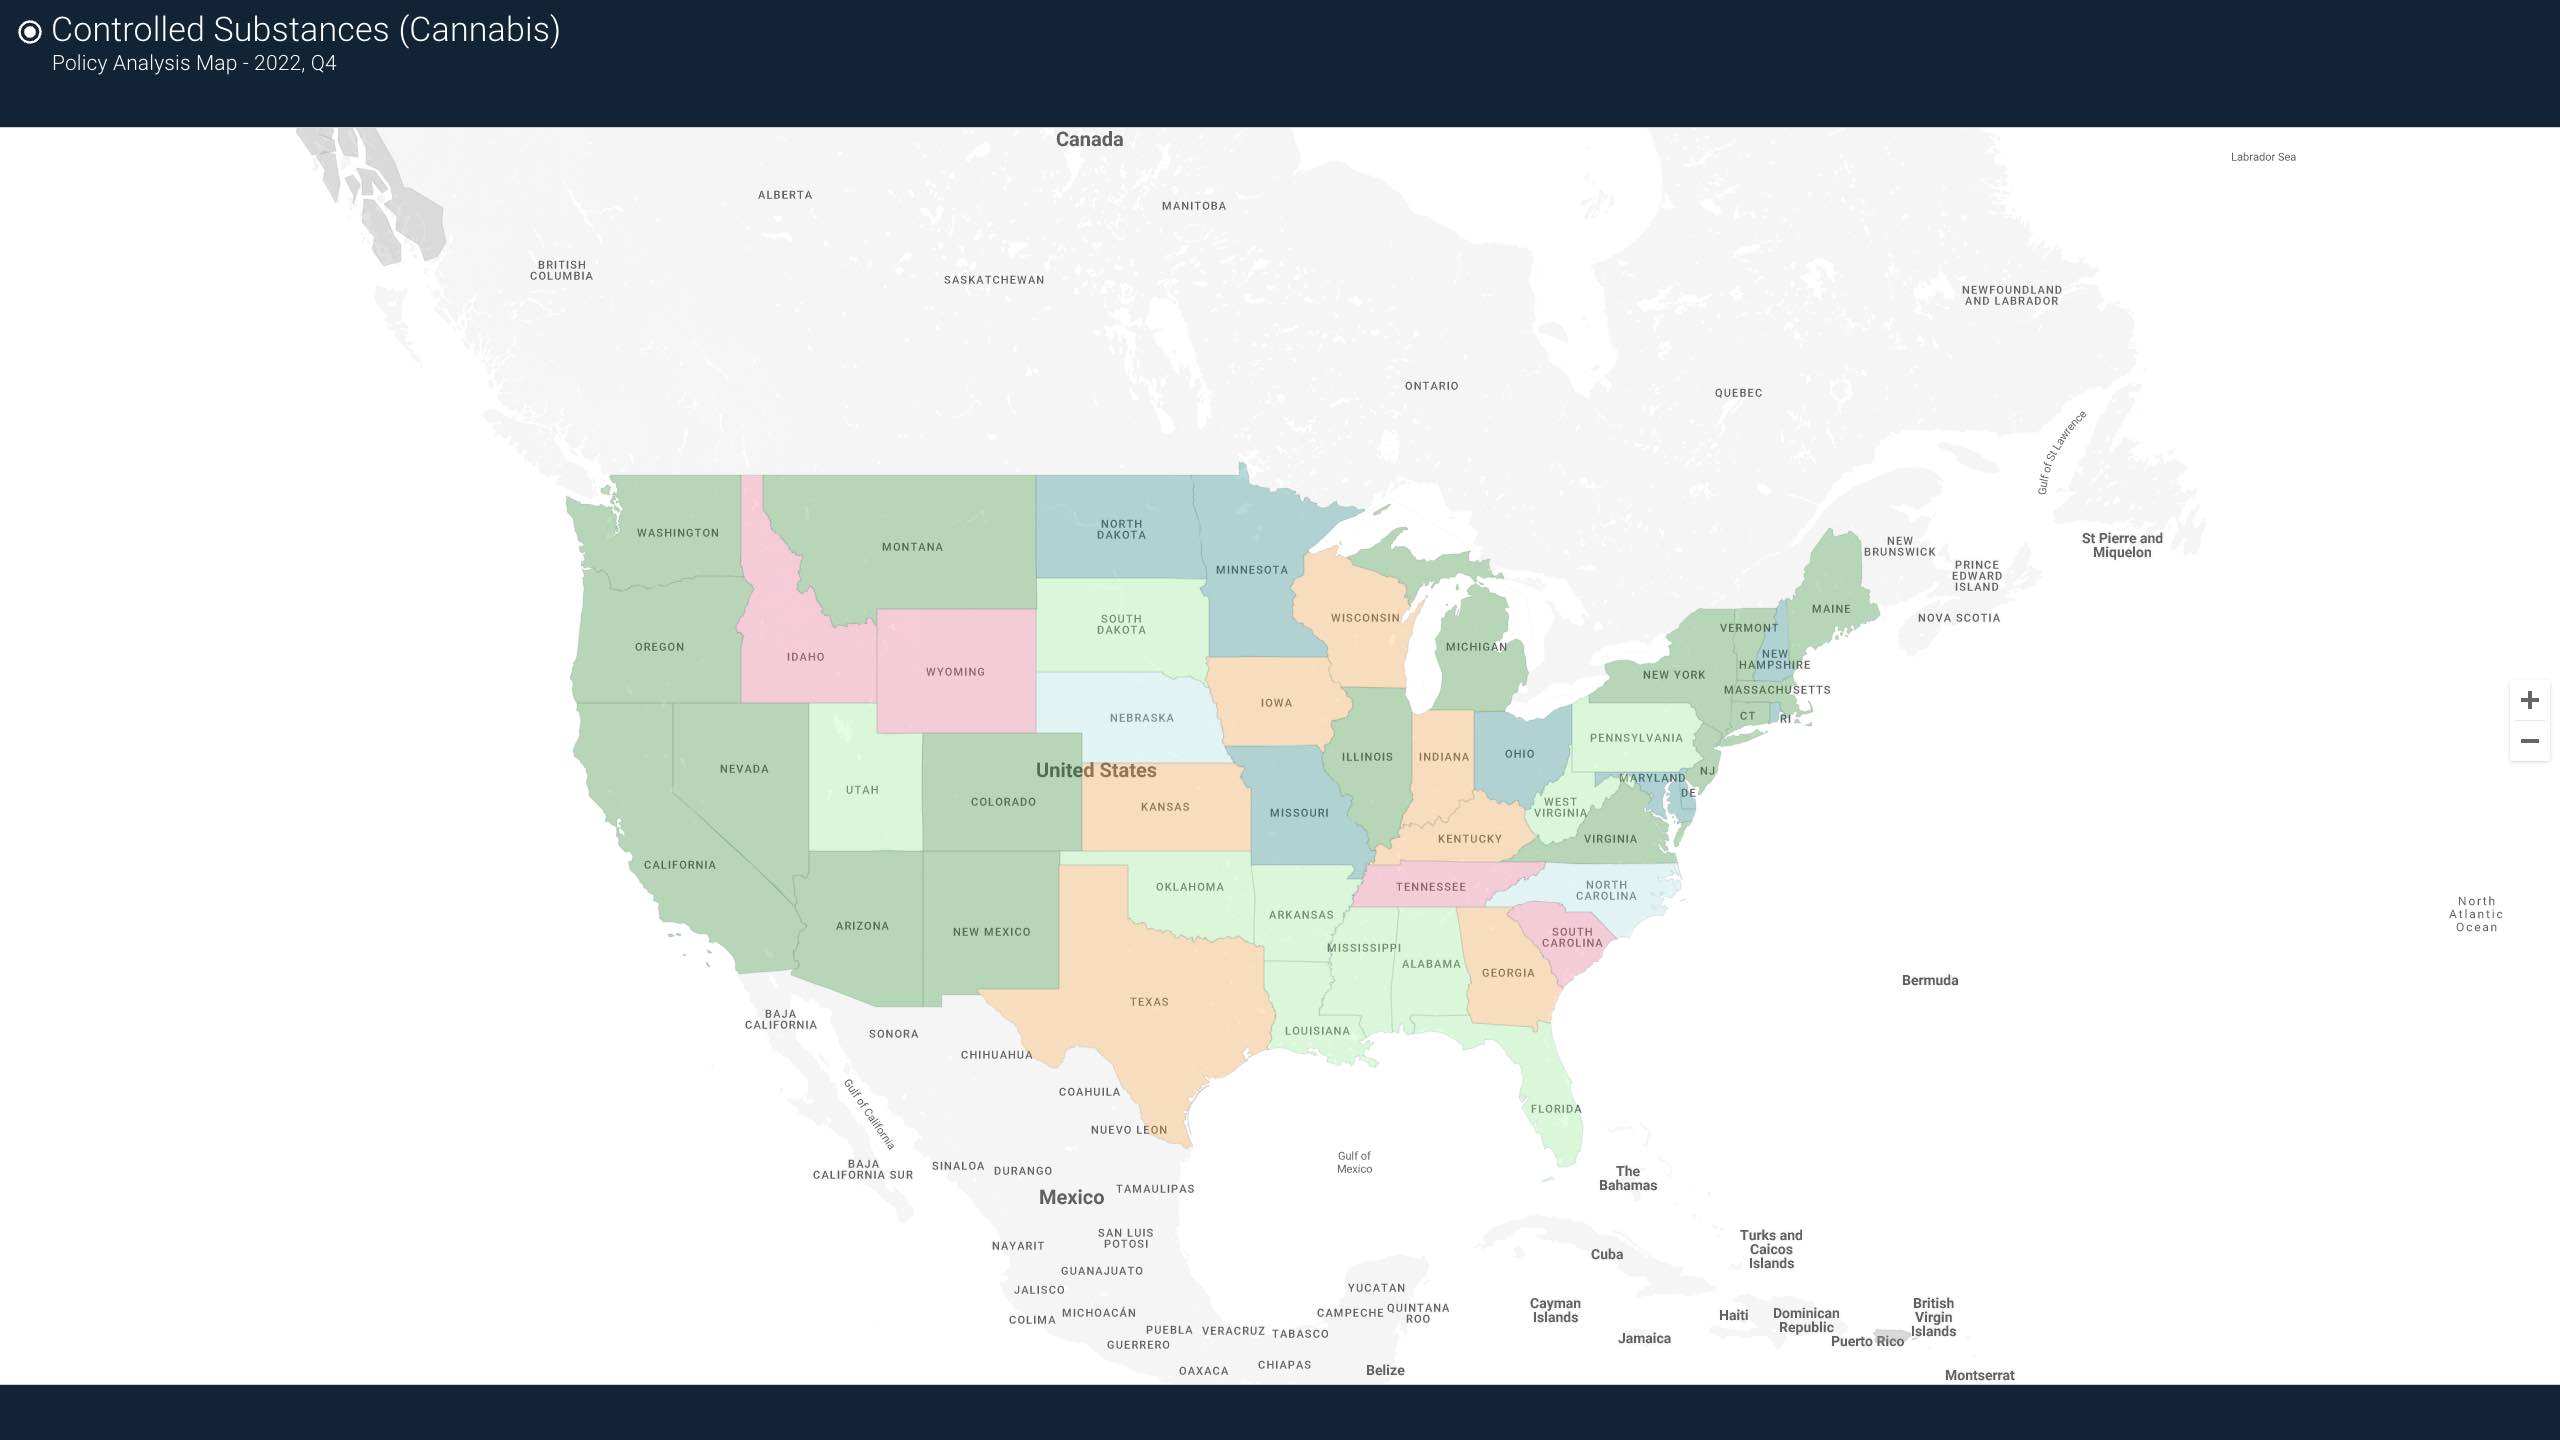 Controlled Substances (Cannabis)
Policy Analysis Map - 2022, Q4
Canada
Labrador Sea
ALBERTA
MANITOBA
BRITISH
COLUMBIA
SASKATCHEWAN
NEWFOUNDLAND
AND LABRADOR
ONTARIO
QUEBEC
Gulf of St Lawrence
WASHINGTON
MONTANA
NORTH
DAKOTA
MINNESOTA
NEW
BRUNSWICK
St Pierre and
Miquelon
PRINCE
EDWARD
ISLAND
NOVA SCOTIA
MAINE
VERMONT
NEW
HAMPSHIRE
WISCONSIN
SOUTH
DAKOTA
OREGON
IDAHO
WYOMING
MICHIGAN
NEW YORK
MASSACHUSETTS
CT
RI
IOWA
NEBRASKA
PENNSYLVANIA
OHIO
INDIANA
ILLINOIS
NEVADA
United States
UTAH
COLORADO
KANSAS
MISSOURI
MARYLAND
NJ
DE
WEST
VIRGINIA
VIRGINIA
KENTUCKY
CALIFORNIA
TENNESSEE
NORTH
CAROLINA
OKLAHOMA
ARKANSAS
ARIZONA
NEW MEXICO
MISSISSIPPI
ALABAMA
SOUTH
CAROLINA
GEORGIA
North
Atlantic
Ocean
Bermuda
TEXAS
LOUISIANA
BAJA
CALIFORNIA
SONORA
CHIHUAHUA
COAHUILA
Gulf of California
NUEVO LEON
FLORIDA
BAJA
CALIFORNIA SUR
SINALOA
DURANGO
Gulf of
Mexico
The
Bahamas
Mexico
TAMAULIPAS
SAN LUIS
POTOSI
NAYARIT
GUANAJUATO
Cuba
Turks and
Caicos
Islands
JALISCO
YUCATAN
COLIMA
MICHOACÁN
CAMPECHE
QUINTANA
ROO
Cayman
Islands
Haiti
Dominican
Republic
British
Virgin
Islands
PUEBLA
VERACRUZ
TABASCO
Jamaica
Puerto Rico
GUERRERO
OAXACA
CHIAPAS
Belize
Montserrat